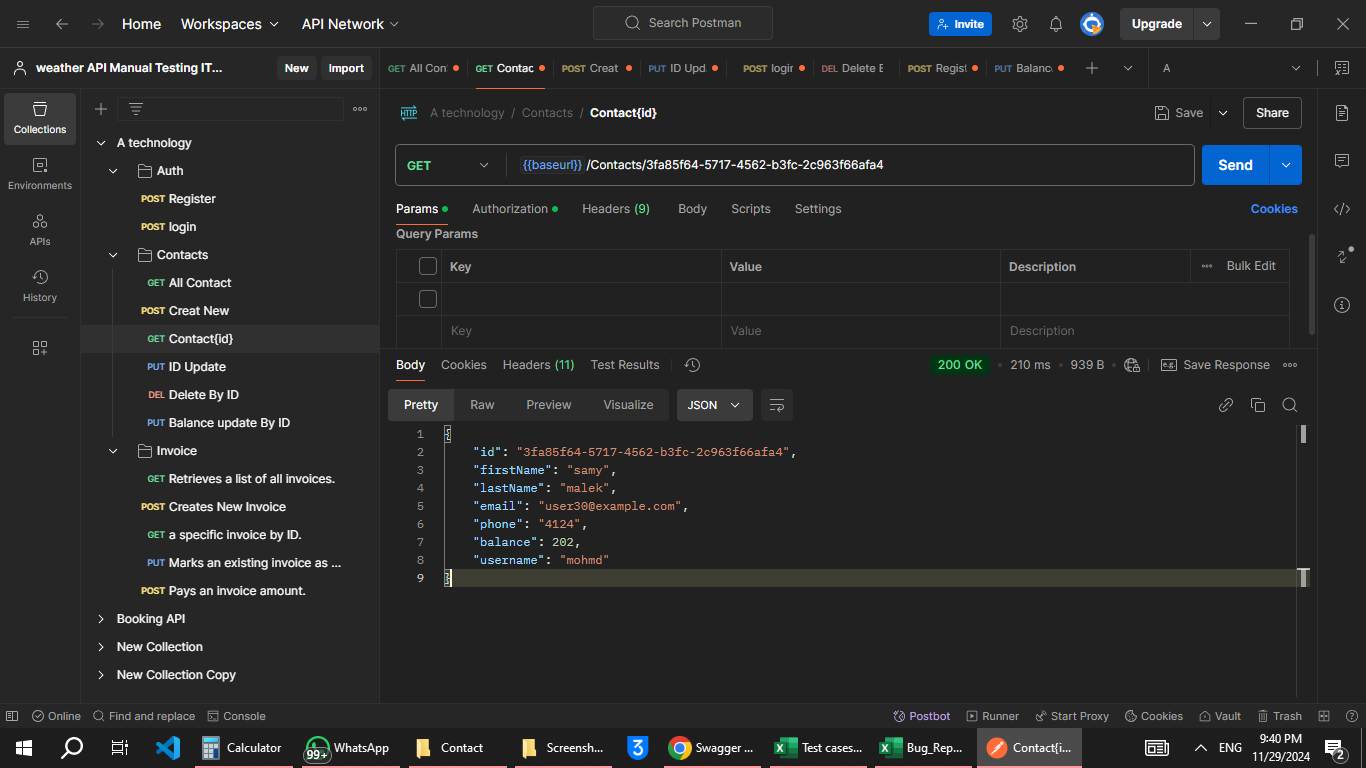 Home Workspaces API Network Search Postman Invite Upgrade
weather API Manual Testing IT... New Import GET All Con GET Contac POST Creat PUT ID Upd. POST login DEL Delete E POST Regist PUT Balanc A
Collections
Environments
APIs
History
A technology
Auth
POST Register
POST login
Contacts
GET All Contact
POST Creat New
GET Contact{id}
PUT ID Update
DEL Delete By ID
PUT Balance update By ID
Invoice
GET Retrieves a list of all invoices.
POST Creates New Invoice
GET a specific invoice by ID.
PUT Marks an existing invoice as ...
POST Pays an invoice amount.
Booking API
New Collection
New Collection Copy
HTTP A technology / Contacts / Contact{id} Save Share
GET {{baseurl}} /Contacts/3fa85f64-5717-4562-b3fc-2c963f66afa4 Send
Params Authorization Headers (9) Body Scripts Settings Cookies
Query Params
Key Value Description Bulk Edit
Key Value Description
Body Cookies Headers (11) Test Results 200 OK 210 ms 939 B e.g. Save Response
Pretty Raw Preview Visualize JSON
1 {
2 "id": "3fa85f64-5717-4562-b3fc-2c963f66afa4",
3 "firstName": "samy",
4 "lastName": "malek",
5 "email": "user30@example.com",
6 "phone": "4124",
7 "balance": 202,
8 "username": "mohmd"
9 }
Online Find and replace Console Postbot Runner Start Proxy Cookies Vault Trash
Calculator 99+ WhatsApp Contact Screensh... 3 Swagger ... Test cases... Bug_Rep... Contact{i... ENG 9:40 PM
11/29/2024 2